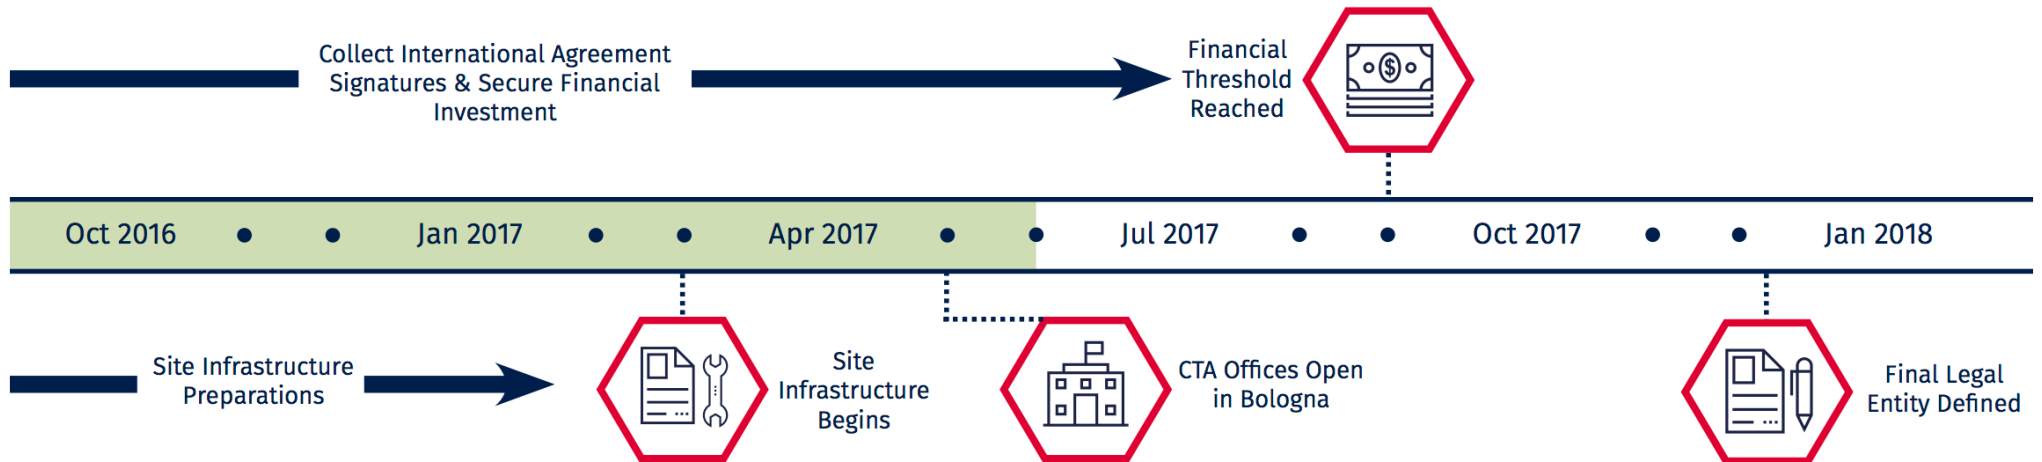 Collect International Agreement
Signatures & Secure Financial
Investment
Financial
Threshold
Reached
$
Oct 2016
Jan 2017
Apr 2017
Jul 2017
Oct 2017
Jan 2018
Site Infrastructure
Preparations
Site
Infrastructure
Begins
CTA Offices Open
in Bologna
Final Legal
Entity Defined